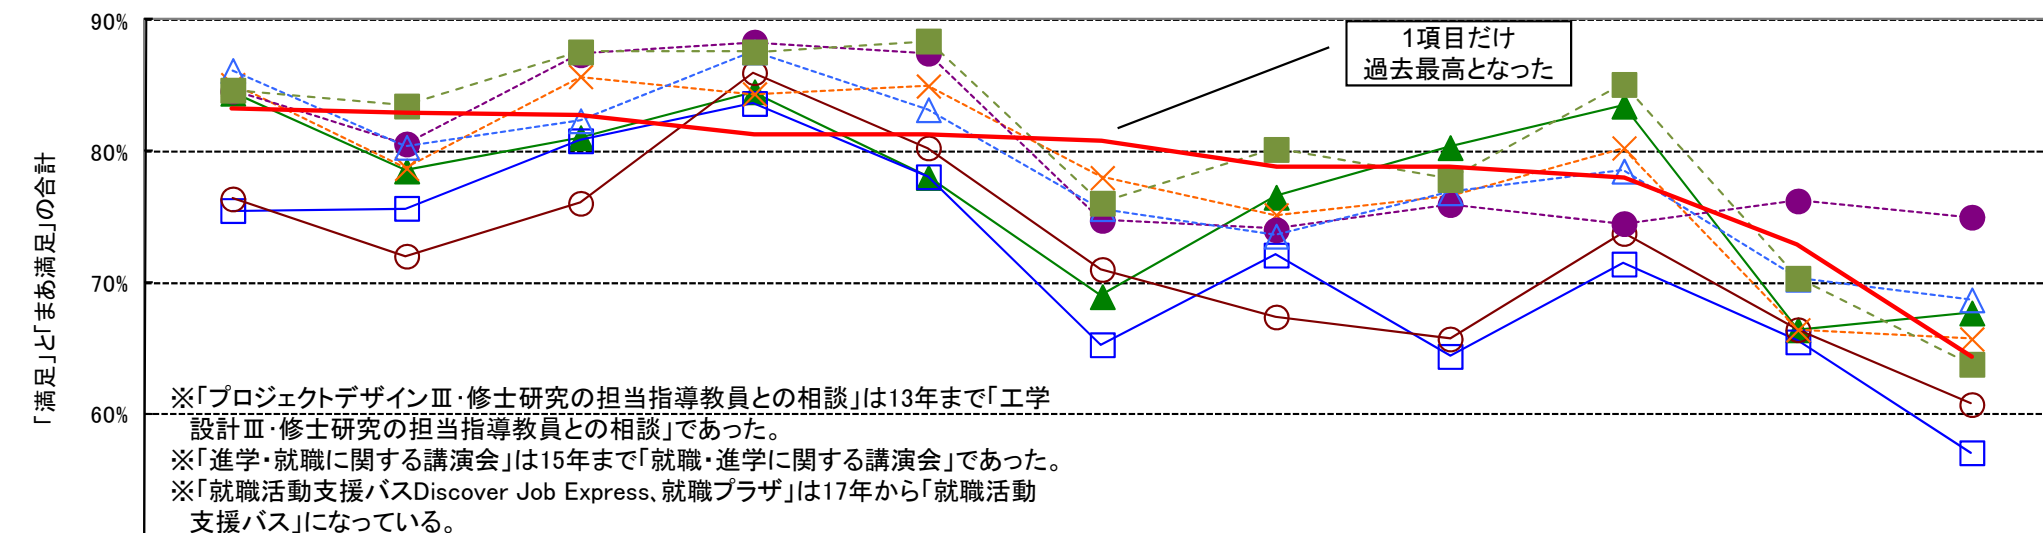 90%
1項目だけ
過去最高となった
80%
「満足」と「まあ満足」の合計
70%
60%
※「プロジェクトデザインⅢ・修士研究の担当指導教員との相談」は13年まで「工学
設計Ⅲ・修士研究の担当指導教員との相談」であった。
※「進学・就職に関する講演会」は15年まで「就職・進学に関する講演会」であった。
※「就職活動支援バスDiscover Job Express、就職プラザ」は17年から「就職活動
支援バス」になっている。